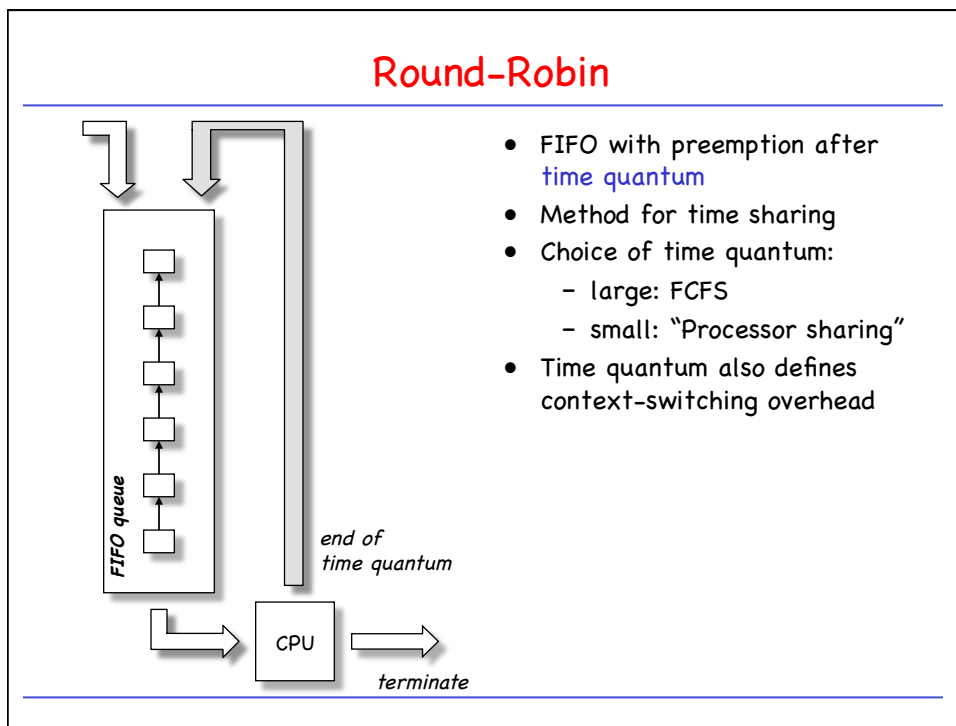 Round-Robin
• FIFO with preemption after
time quantum
• Method for time sharing
• Choice of time quantum:
– large: FCFS
– small: “Processor sharing”
• Time quantum also defines
context-switching overhead
FIFO queue
end of
time quantum
CPU
terminate